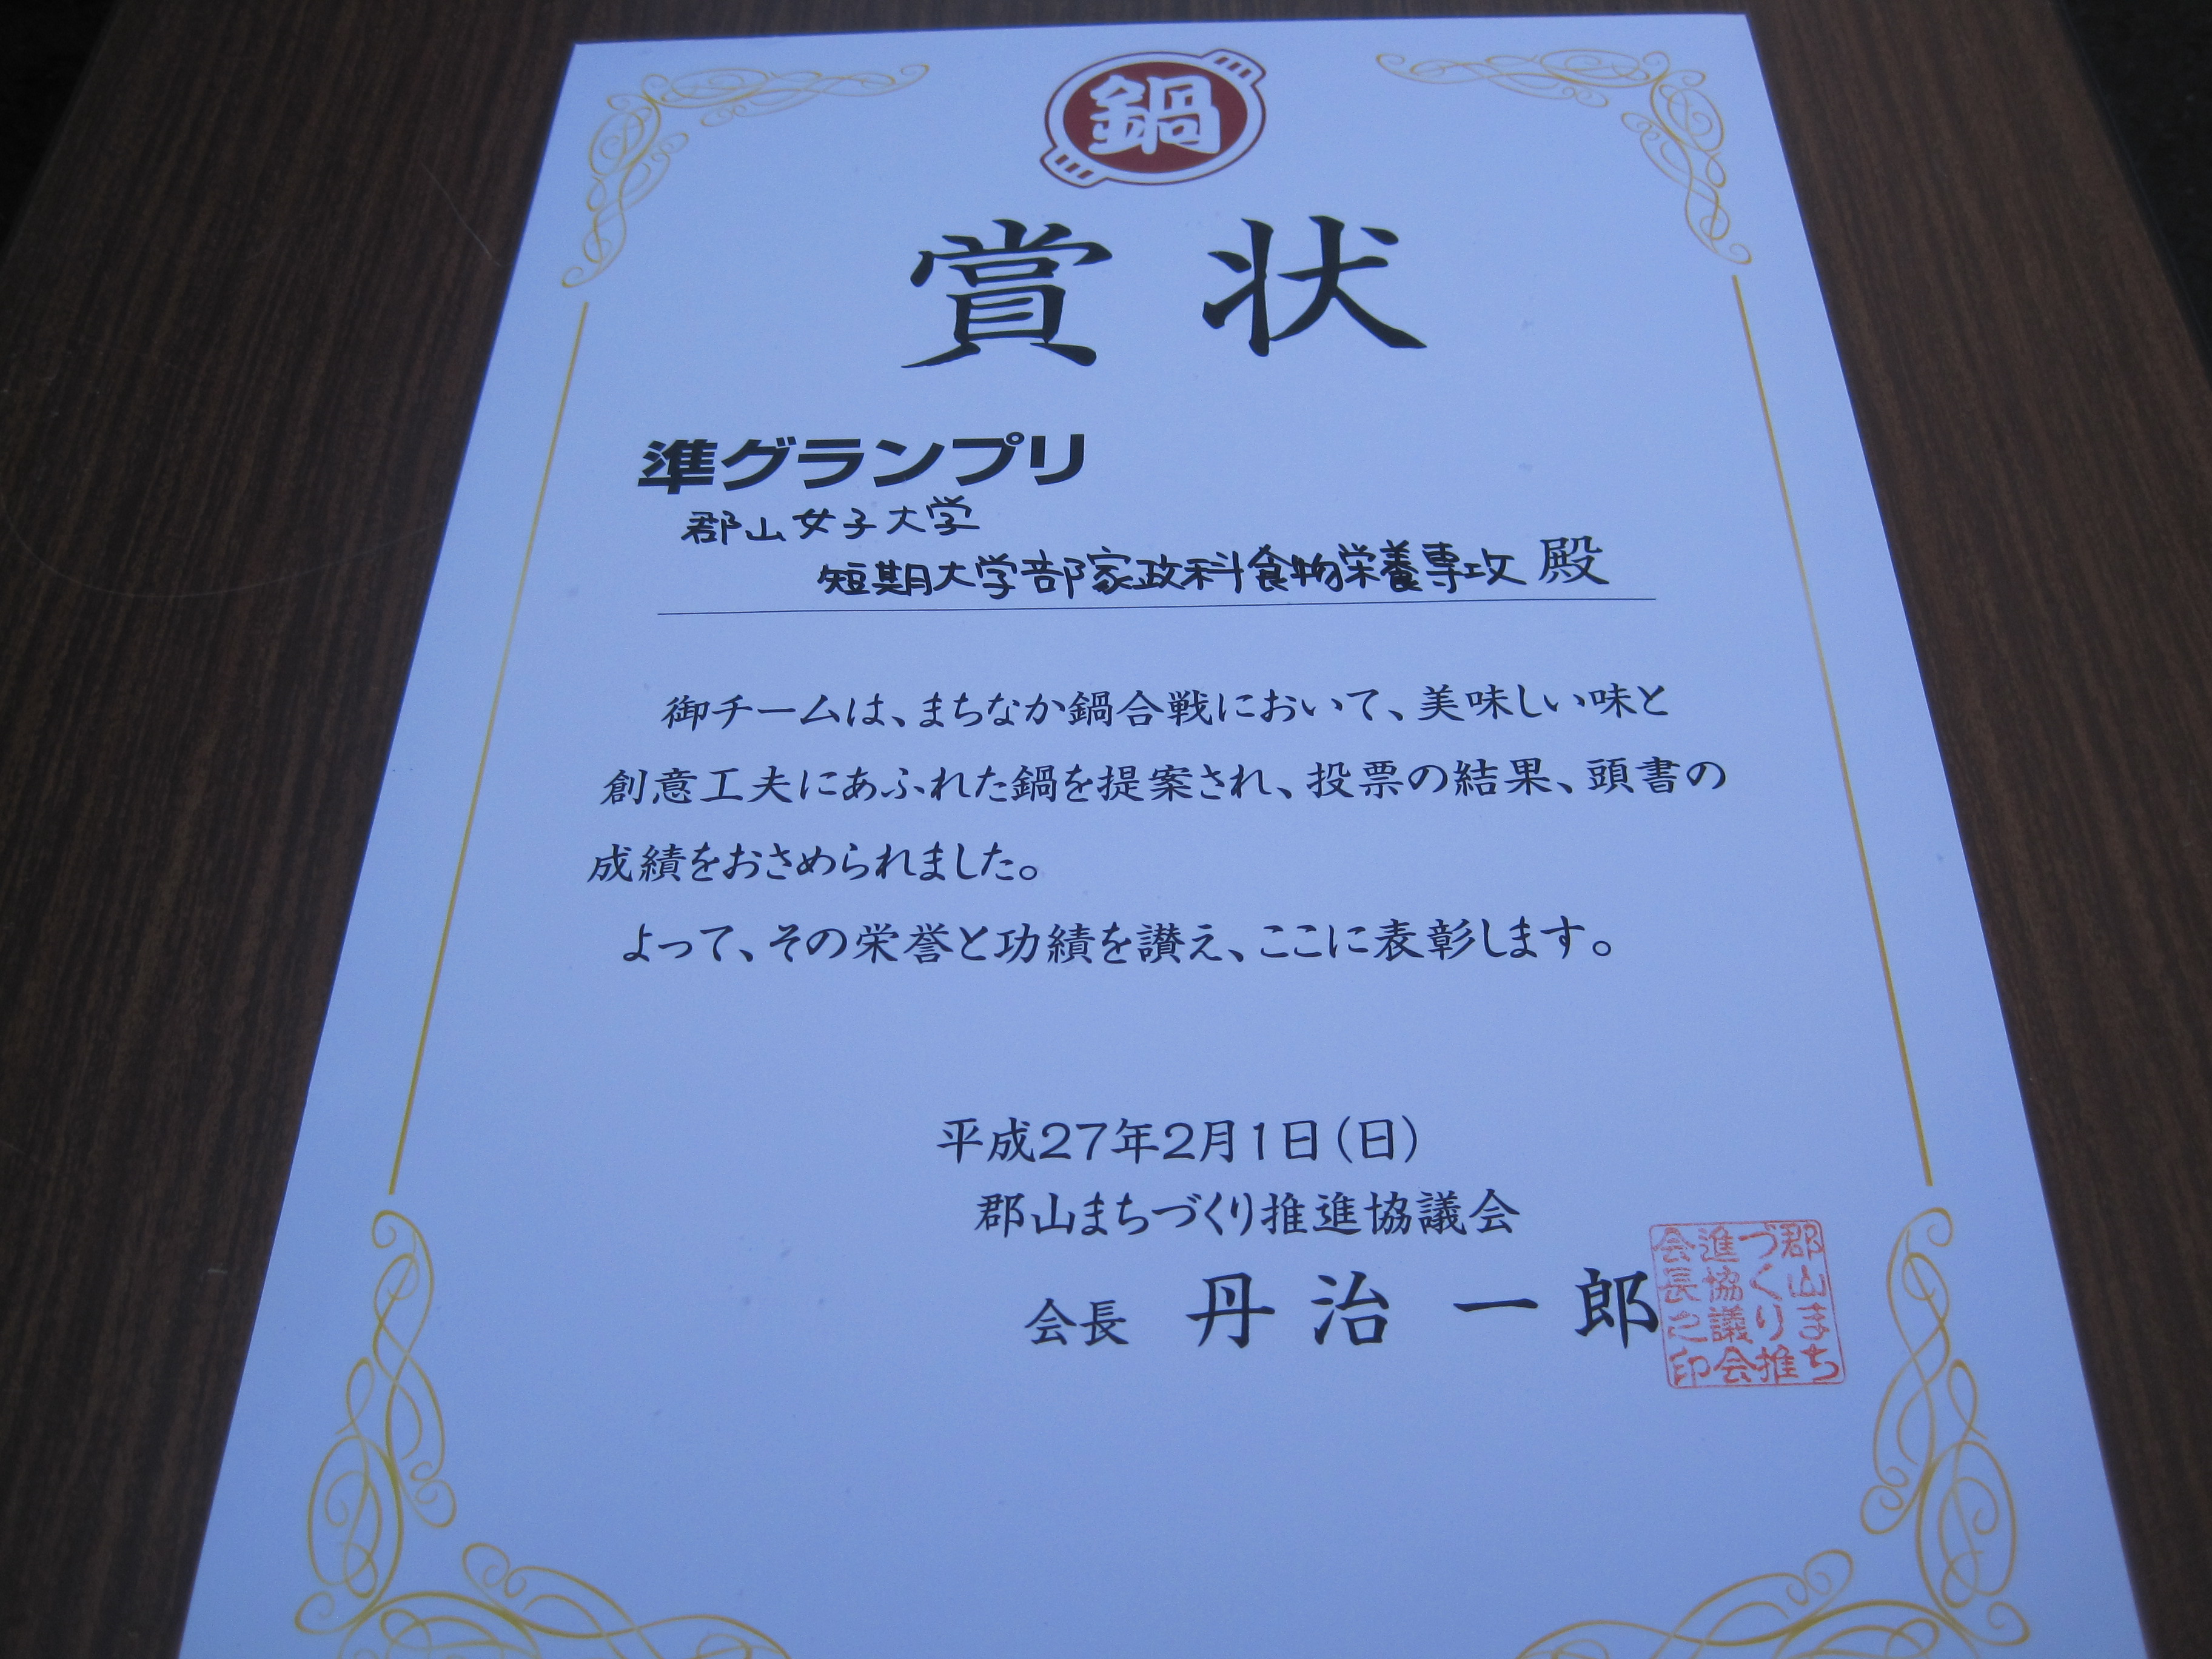 鍋
賞状
準グランプリ
郡山女子大学
短期大学部家政科食物栄養専攻 殿
御チームは、まちなか鍋合戦において、美味しい味と
創意工夫にあふれた鍋を提案され、投票の結果、頭書の
成績をおさめられました。
よって、その栄誉と功績を讃え、ここに表彰します。
平成27年2月1日(日)
郡山まちづくり推進協議会
会長 丹治 一郎
郡山まち
づくり推
進協議会
会長之印